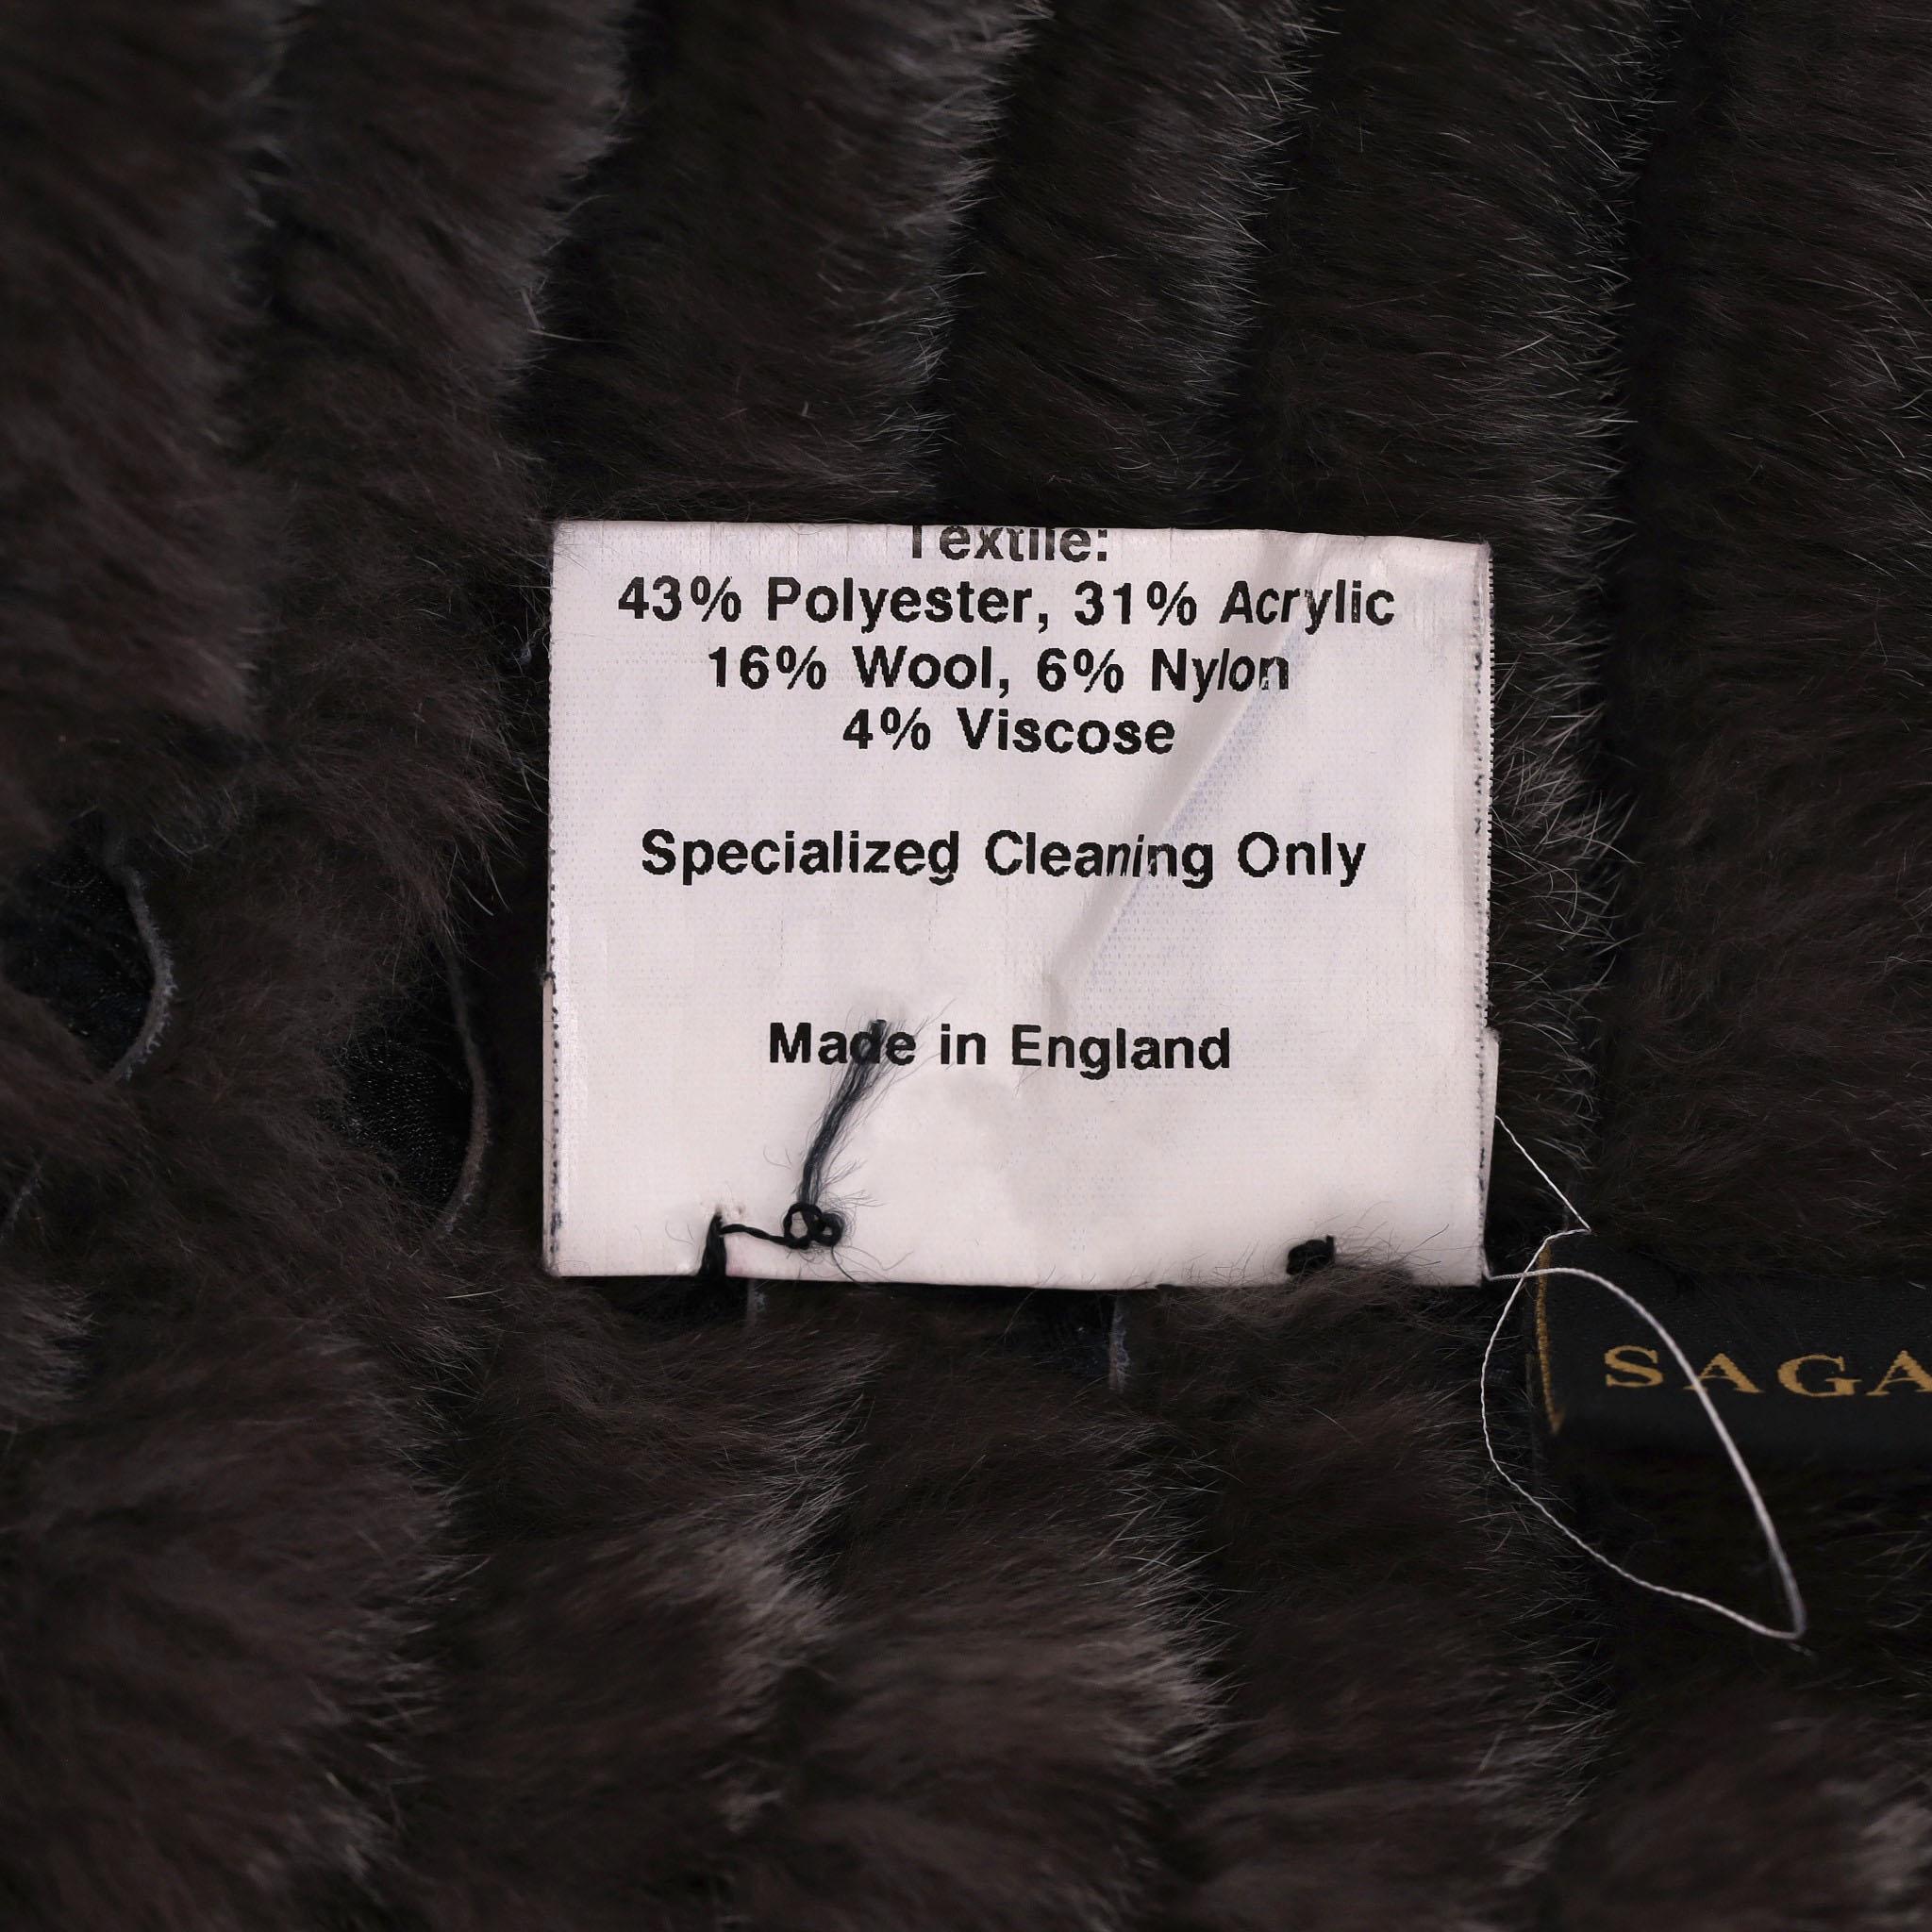 Textile:
43% Polyester, 31% Acrylic
16% Wool, 6% Nylon
4% Viscose
Specialized Cleaning Only
Made in England
SAGA